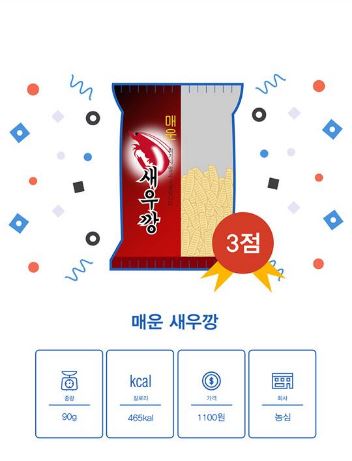 매운
새우깡
3점
매운 새우깡
중량
90g
kcal
칼로리
465kal
가격
1100원
회사
농심